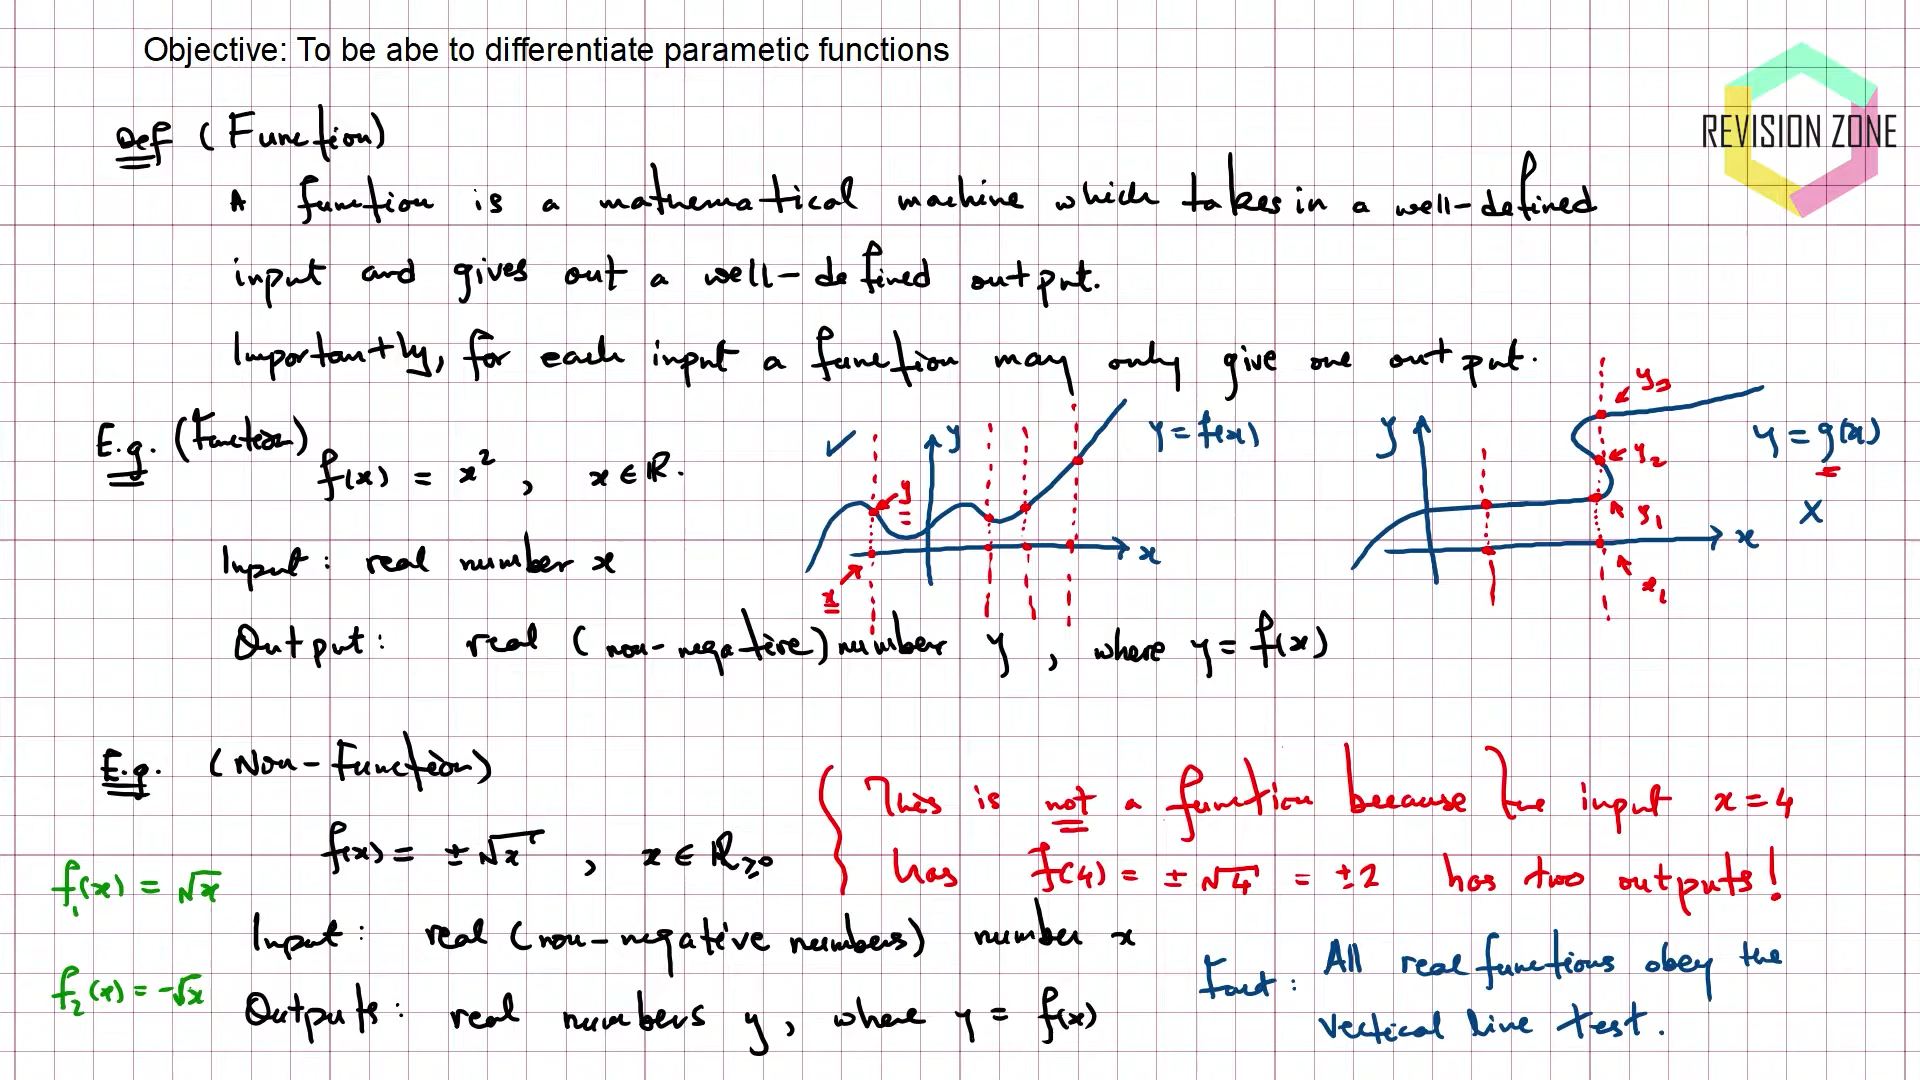 Objective: To be abe to differentiate parametic functions
REVISION ZONE
Def (Function)
A function is a mathematical machine which takes in a well-defined
input and gives out a well-defined output.
Importantly, for each input a function may only give one output.
E.g. (Function)
f(x) = x², x ∈ ℝ.
✓ y y = f(x)
y
x
x
y y₃ y = g(x)
y₂
y₁ X
x
x₁
Input: real number x
Output: real (non-negative) number y, where y = f(x)
E.g. (Non-Function)
f(x) = ±√x, x ∈ ℝ≥0
{ This is not a function because the input x = 4
has f(4) = ±√4 = ±2 has two outputs!
f₁(x) = √x
f₂(x) = -√x
Input: real (non-negative numbers) number x
Outputs: real numbers y, where y = f(x)
Fact: All real functions obey the
vertical line test.